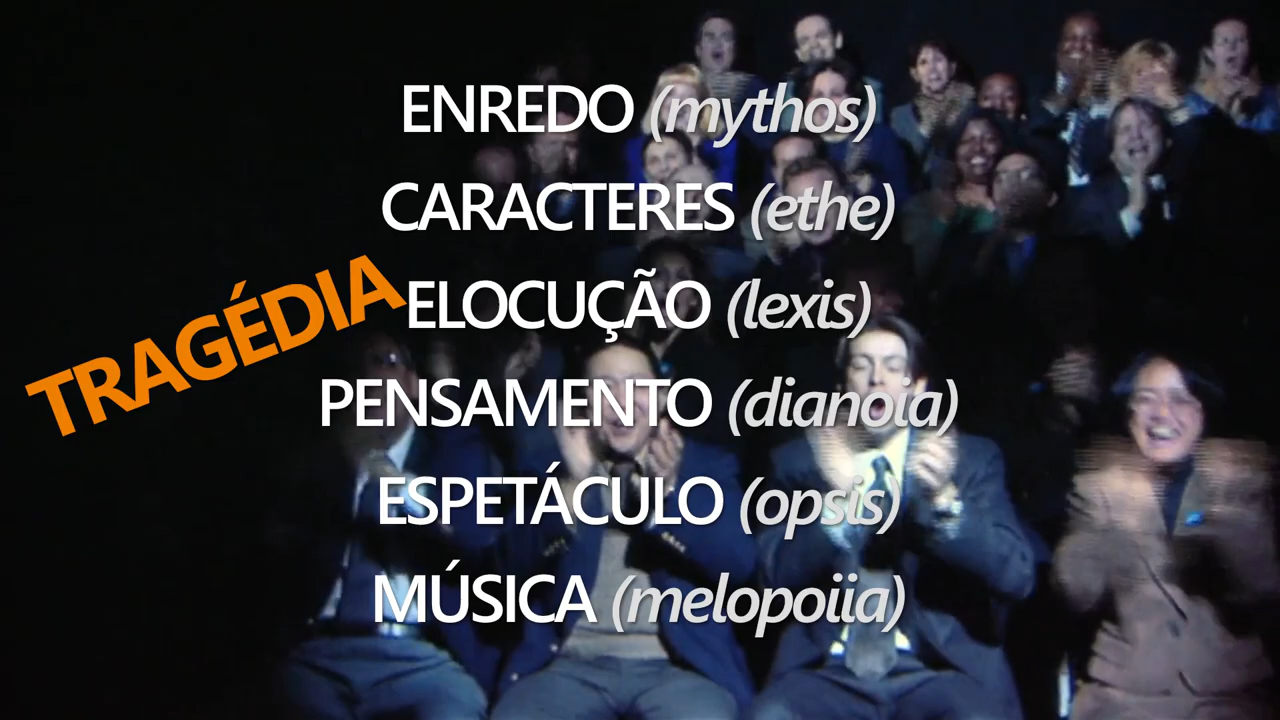 ENREDO (mythos)
CARACTERES (ethe)
TRAGÉDIA
ELOCUÇÃO (lexis)
PENSAMENTO (dianoia)
ESPETÁCULO (opsis)
MÚSICA (melopoiia)